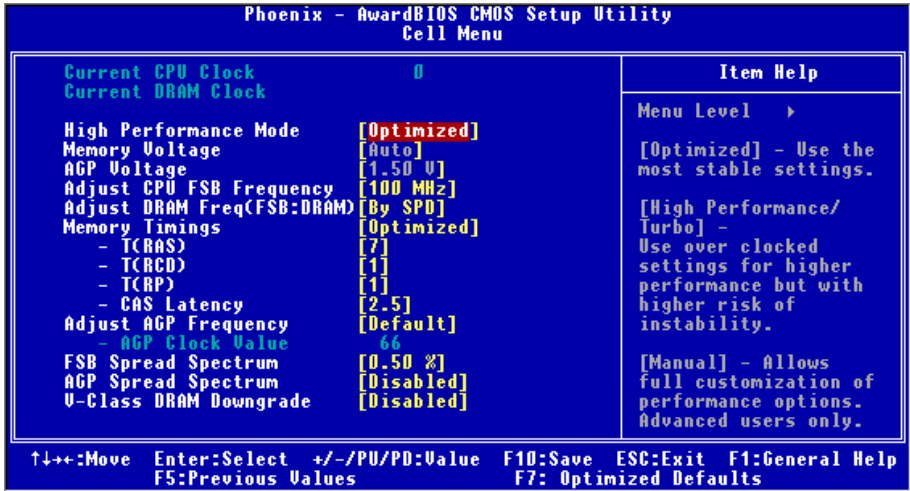 Phoenix - AwardBIOS CMOS Setup Utility
Cell Menu
Current CPU Clock 0
Current DRAM Clock
High Performance Mode [Optimized]
Memory Voltage [Auto]
AGP Voltage [1.50 V]
Adjust CPU FSB Frequency [100 MHz]
Adjust DRAM Freq(FSB:DRAM)[By SPD]
Memory Timings [Optimized]
- T(RAS) [7]
- T(RCD) [1]
- T(RP) [1]
- CAS Latency [2.5]
Adjust AGP Frequency [Default]
- AGP Clock Value 66
FSB Spread Spectrum [0.50 %]
AGP Spread Spectrum [Disabled]
V-Class DRAM Downgrade [Disabled]
Item Help
Menu Level ▸
[Optimized] - Use the
most stable settings.
[High Performance/
Turbo] -
Use over clocked
settings for higher
performance but with
higher risk of
instability.
[Manual] - Allows
full customization of
performance options.
Advanced users only.
↑↓→←:Move Enter:Select +/-/PU/PD:Value F10:Save ESC:Exit F1:General Help
F5:Previous Values F7: Optimized Defaults